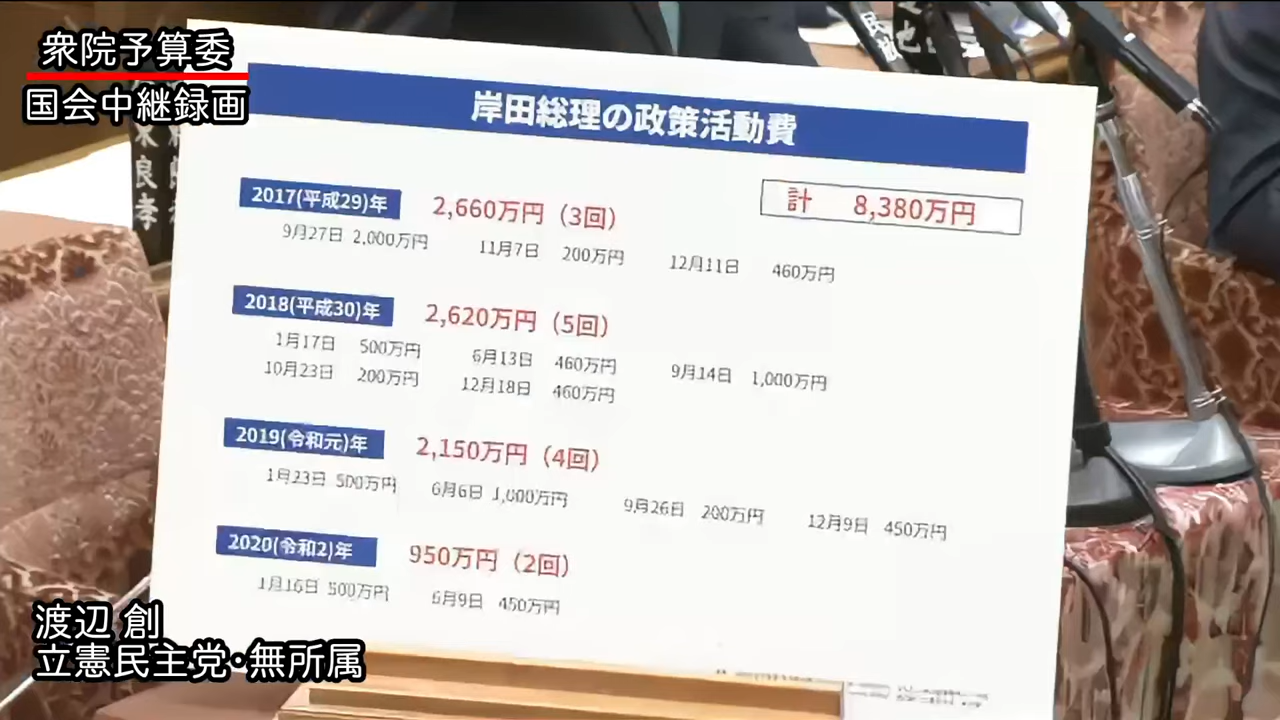 衆院予算委
国会中継録画
岸田総理の政策活動費
計 8,380万円
2017(平成29)年 2,660万円（3回）
9月27日 2,000万円 11月7日 200万円 12月11日 460万円
2018(平成30)年 2,620万円（5回）
1月17日 500万円 6月13日 460万円 9月14日 1,000万円
10月23日 200万円 12月18日 460万円
2019(令和元)年 2,150万円（4回）
1月23日 500万円 6月6日 1,000万円 9月26日 200万円 12月9日 450万円
2020(令和2)年 950万円（2回）
1月16日 500万円 6月9日 450万円
渡辺 創
立憲民主党・無所属
良孝